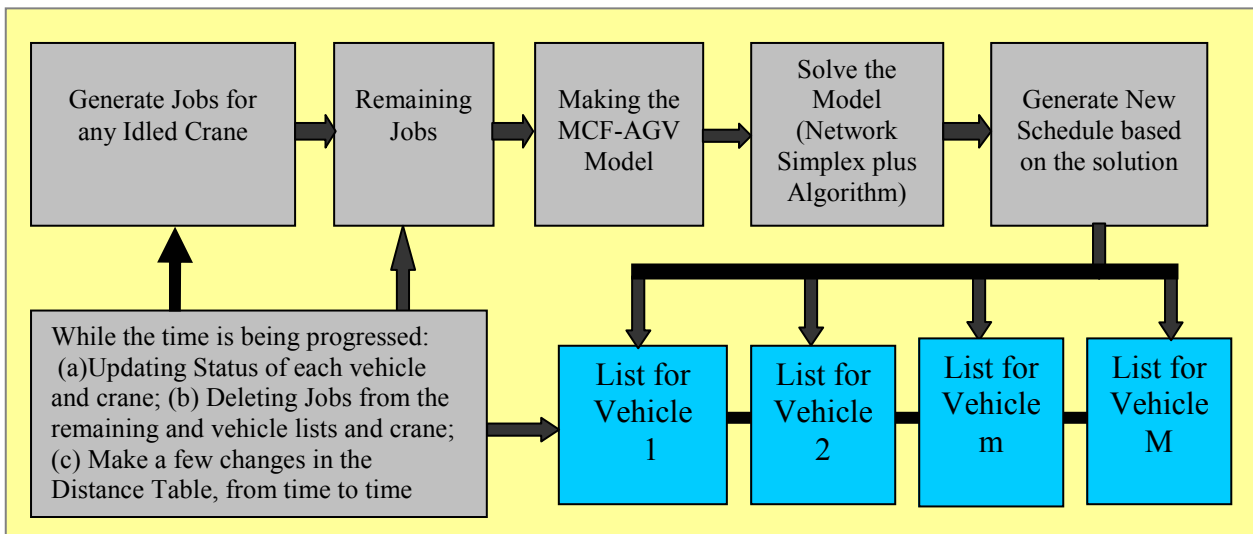 Generate Jobs for
any Idled Crane
Remaining
Jobs
Making the
MCF-AGV
Model
Solve the
Model
(Network
Simplex plus
Algorithm)
Generate New
Schedule based
on the solution
While the time is being progressed:
(a)Updating Status of each vehicle
and crane; (b) Deleting Jobs from the
remaining and vehicle lists and crane;
(c) Make a few changes in the
Distance Table, from time to time
List for
Vehicle
1
List for
Vehicle
2
List for
Vehicle
m
List for
Vehicle
M